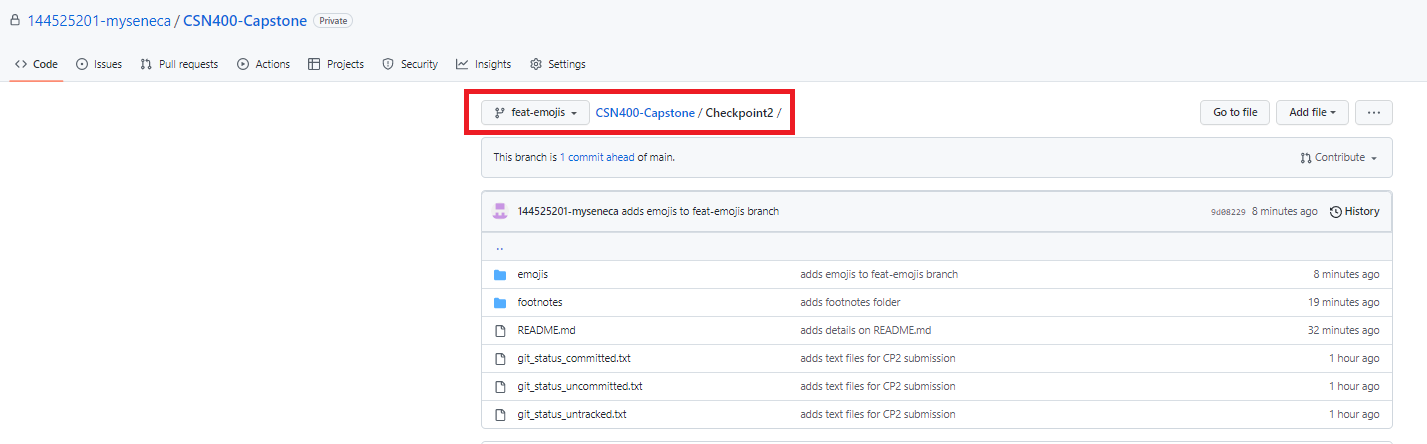 144525201-myseneca / CSN400-Capstone Private
Code Issues Pull requests Actions Projects Security Insights Settings
feat-emojis CSN400-Capstone / Checkpoint2 / Go to file Add file ...
This branch is 1 commit ahead of main. Contribute
144525201-myseneca adds emojis to feat-emojis branch 9d08229 8 minutes ago History
..
emojis adds emojis to feat-emojis branch 8 minutes ago
footnotes adds footnotes folder 19 minutes ago
README.md adds details on README.md 32 minutes ago
git_status_committed.txt adds text files for CP2 submission 1 hour ago
git_status_uncommitted.txt adds text files for CP2 submission 1 hour ago
git_status_untracked.txt adds text files for CP2 submission 1 hour ago